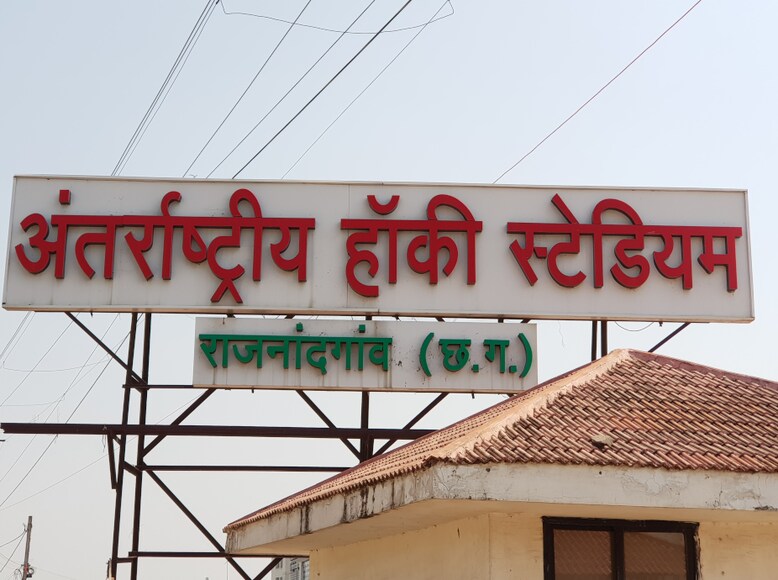 अंतर्राष्ट्रीय हॉकी स्टेडियम
राजनांदगांव (छ.ग.)